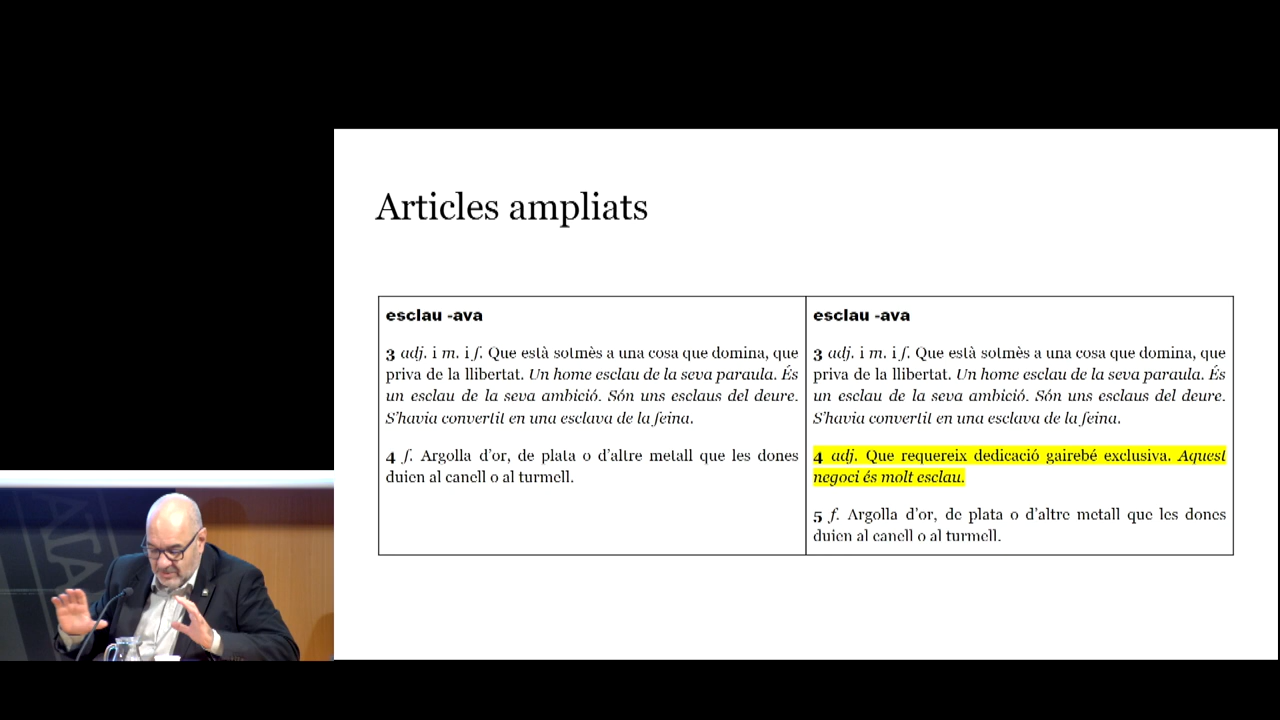 Articles ampliats
esclau -ava
3 adj. i m. i f. Que està sotmès a una cosa que domina, que
priva de la llibertat. Un home esclau de la seva paraula. És
un esclau de la seva ambició. Són uns esclaus del deure.
S'havia convertit en una esclava de la feina.
4 f. Argolla d'or, de plata o d'altre metall que les dones
duien al canell o al turmell.
esclau -ava
3 adj. i m. i f. Que està sotmès a una cosa que domina, que
priva de la llibertat. Un home esclau de la seva paraula. És
un esclau de la seva ambició. Són uns esclaus del deure.
S'havia convertit en una esclava de la feina.
4 adj. Que requereix dedicació gairebé exclusiva. Aquest
negoci és molt esclau.
5 f. Argolla d'or, de plata o d'altre metall que les dones
duien al canell o al turmell.